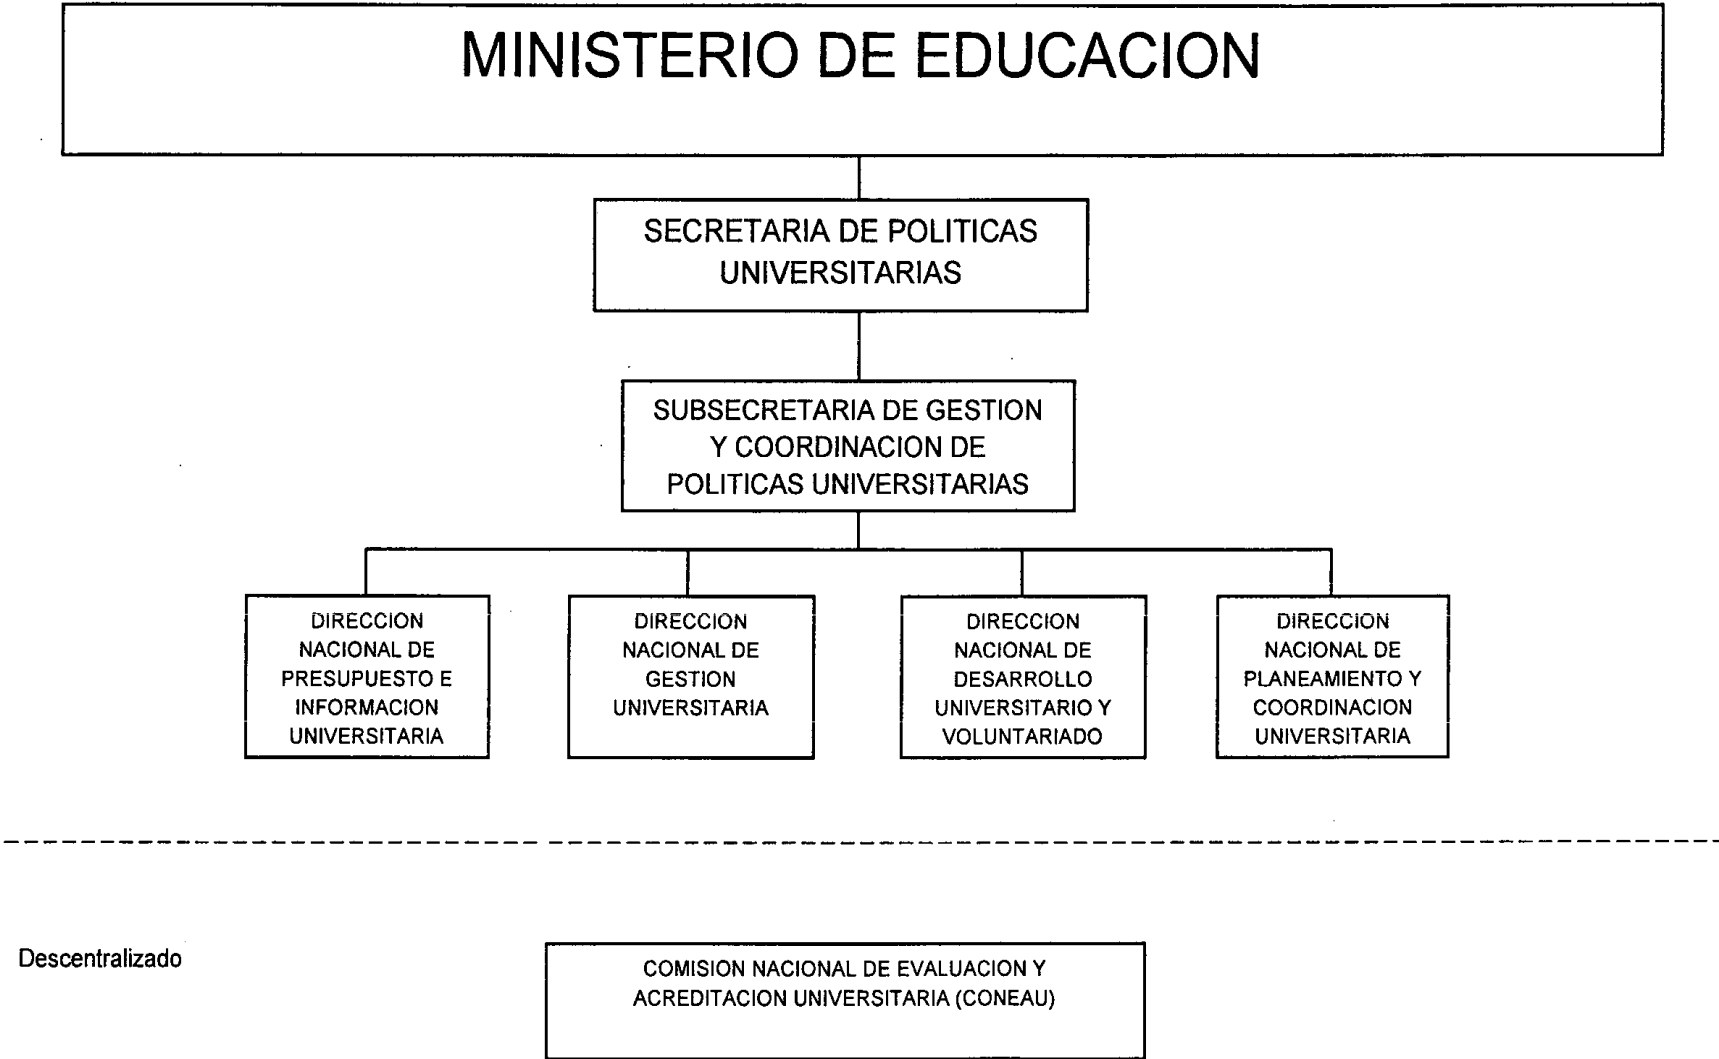 MINISTERIO DE EDUCACION
SECRETARIA DE POLITICAS
UNIVERSITARIAS
SUBSECRETARIA DE GESTION
Y COORDINACION DE
POLITICAS UNIVERSITARIAS
DIRECCION
NACIONAL DE
PRESUPUESTO E
INFORMACION
UNIVERSITARIA
DIRECCION
NACIONAL DE
GESTION
UNIVERSITARIA
DIRECCION
NACIONAL DE
DESARROLLO
UNIVERSITARIO Y
VOLUNTARIADO
DIRECCION
NACIONAL DE
PLANEAMIENTO Y
COORDINACION
UNIVERSITARIA
Descentralizado
COMISION NACIONAL DE EVALUACION Y
ACREDITACION UNIVERSITARIA (CONEAU)